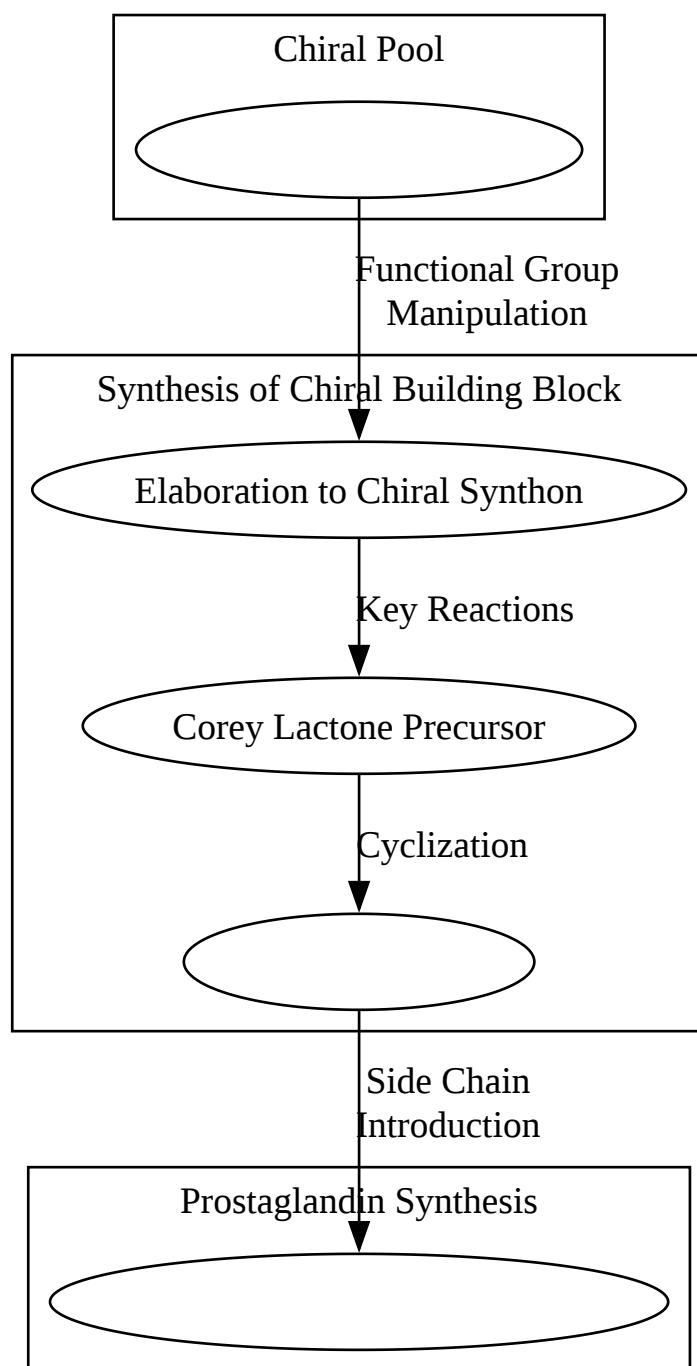 Chiral Pool
Functional Group
Manipulation
Synthesis of Chiral Building Block
Elaboration to Chiral Synthon
Key Reactions
Corey Lactone Precursor
Cyclization
Side Chain
Introduction
Prostaglandin Synthesis